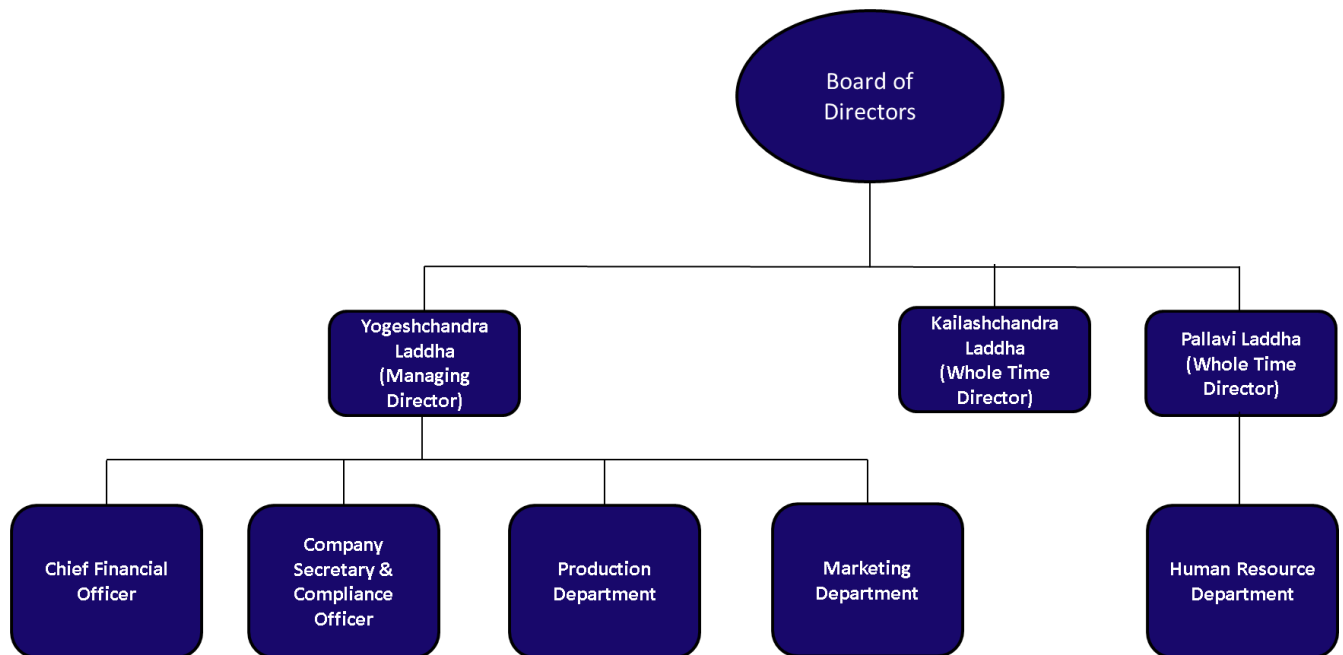 Board of
Directors
Yogeshchandra
Laddha
(Managing
Director)
Kailashchandra
Laddha
(Whole Time
Director)
Pallavi Laddha
(Whole Time
Director)
Chief Financial
Officer
Company
Secretary &
Compliance
Officer
Production
Department
Marketing
Department
Human Resource
Department